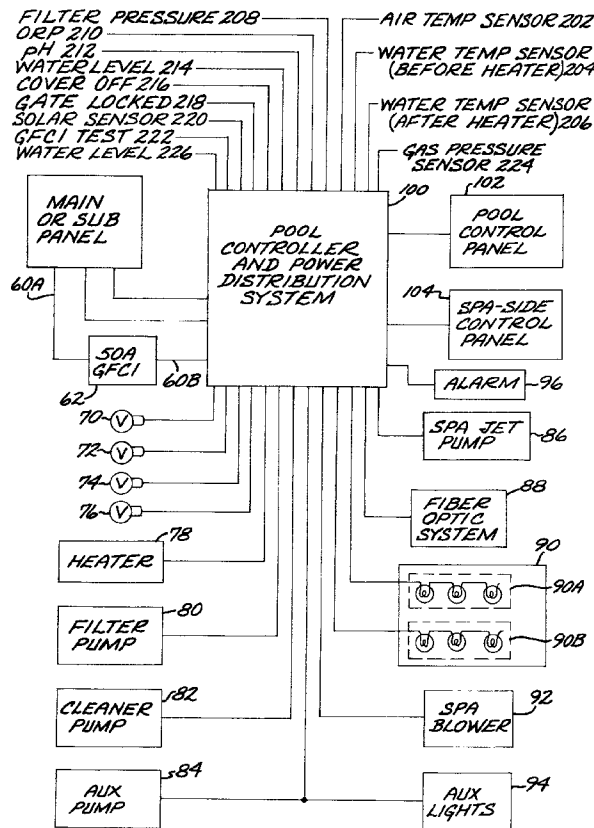 FILTER PRESSURE 208
ORP 210
pH 212
WATER LEVEL 214
COVER OFF 216
GATE LOCKED 218
SOLAR SENSOR 220
GFCI TEST 222
WATER LEVEL 226
AIR TEMP SENSOR 202
WATER TEMP SENSOR
(BEFORE HEATER) 204
WATER TEMP SENSOR
(AFTER HEATER) 206
GAS PRESSURE
SENSOR 224
MAIN
OR SUB
PANEL
100
POOL
CONTROLLER
AND POWER
DISTRIBUTION
SYSTEM
102
POOL
CONTROL
PANEL
60A
104
SPA-SIDE
CONTROL
PANEL
50A
GFCI
62
60B
ALARM
96
70
V
72
V
74
V
76
V
SPA JET
PUMP
86
FIBER
OPTIC
SYSTEM
88
HEATER
78
90
90A
90B
FILTER
PUMP
80
CLEANER
PUMP
82
SPA
BLOWER
92
AUX
PUMP
84
AUX
LIGHTS
94